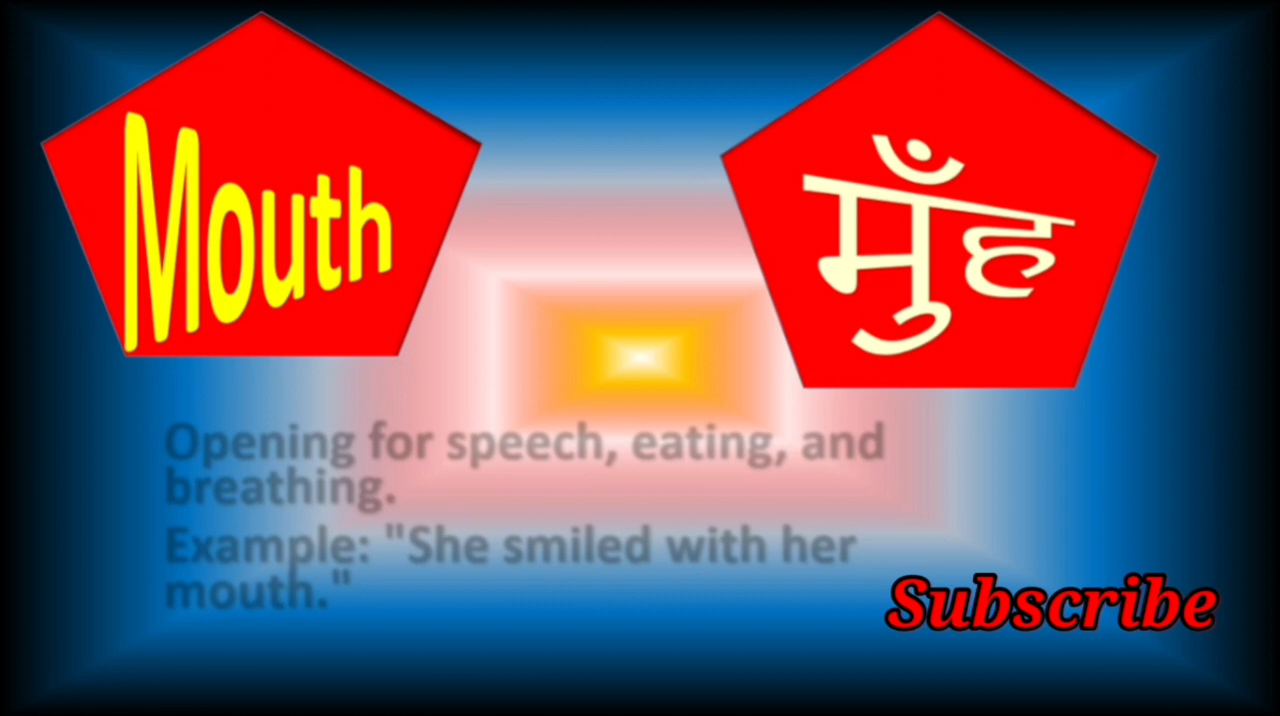 Mouth
मुँह
Opening for speech, eating, and
breathing.
Example: "She smiled with her
mouth."
Subscribe